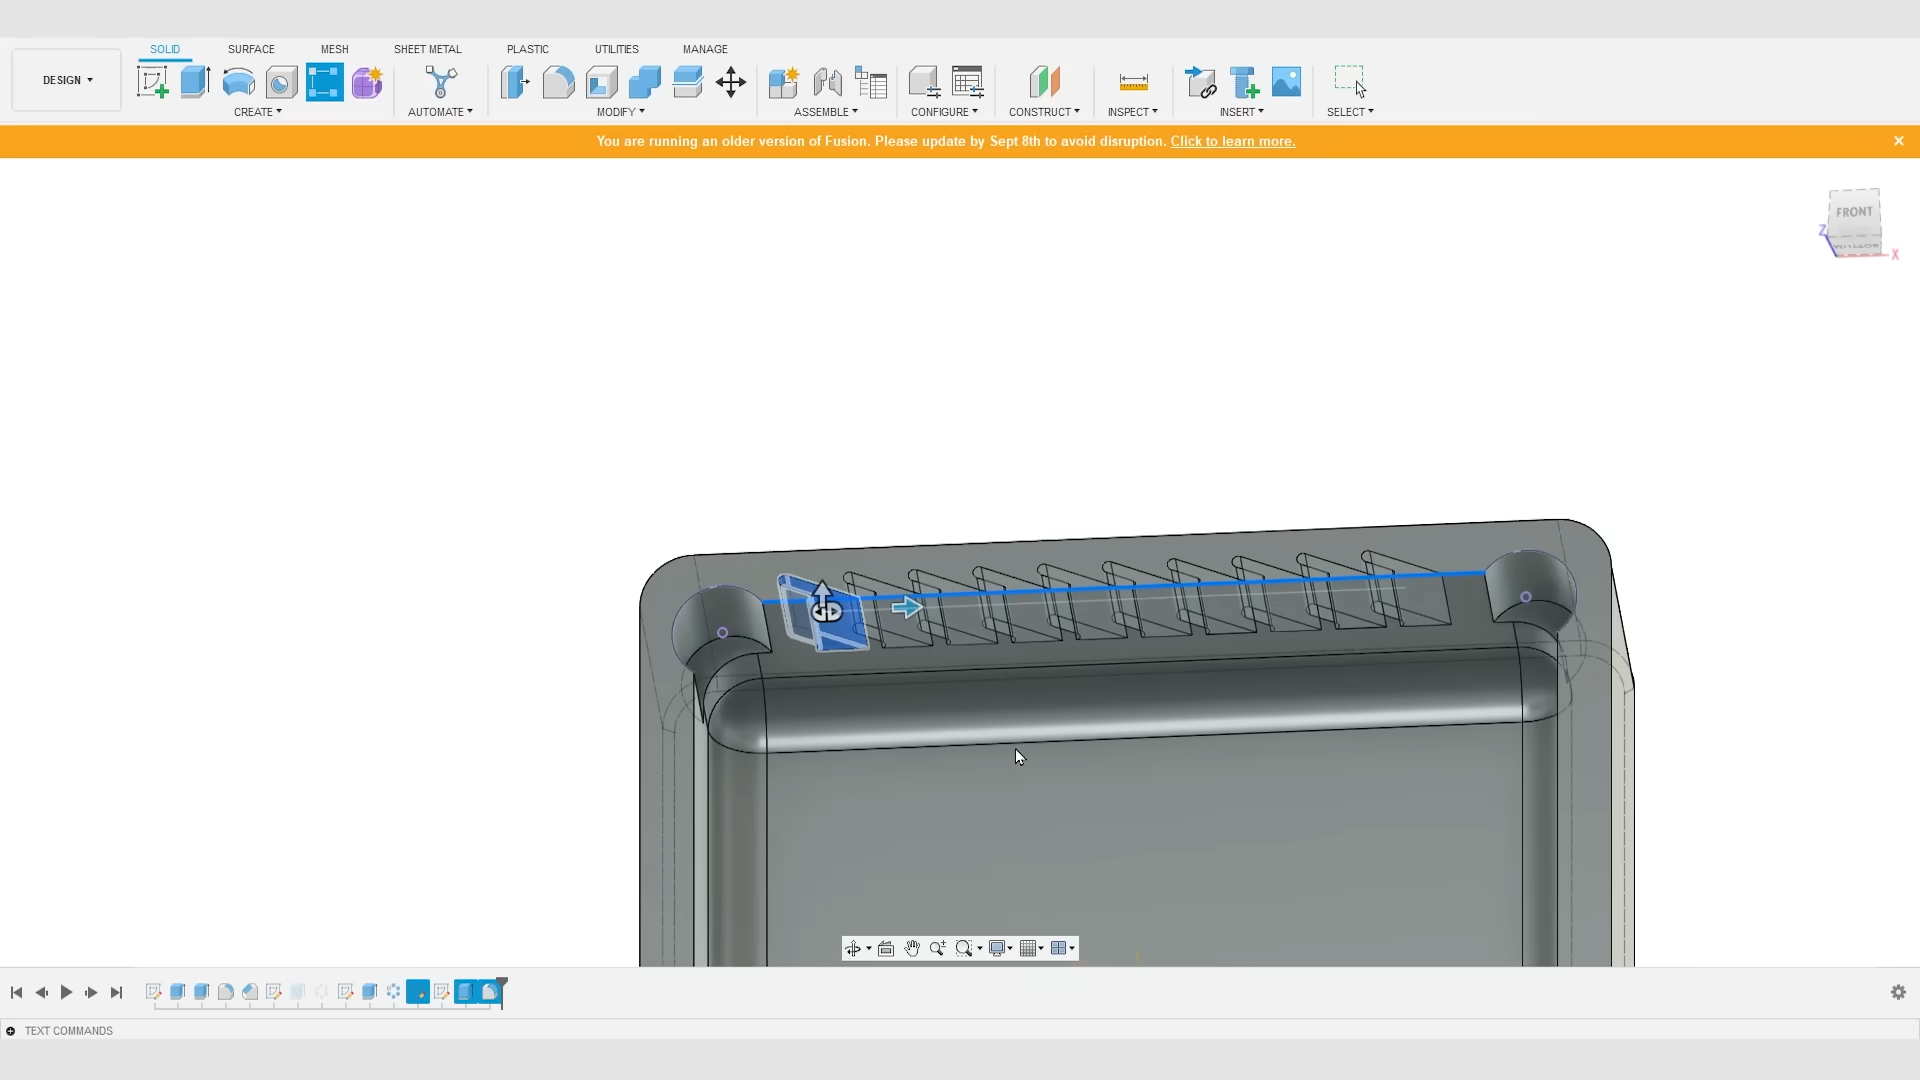 SOLID SURFACE MESH SHEET METAL PLASTIC UTILITIES MANAGE
DESIGN
CREATE AUTOMATE MODIFY ASSEMBLE CONFIGURE CONSTRUCT INSPECT INSERT SELECT
You are running an older version of Fusion. Please update by Sept 8th to avoid disruption. Click to learn more.
FRONT
Z
X
TEXT COMMANDS